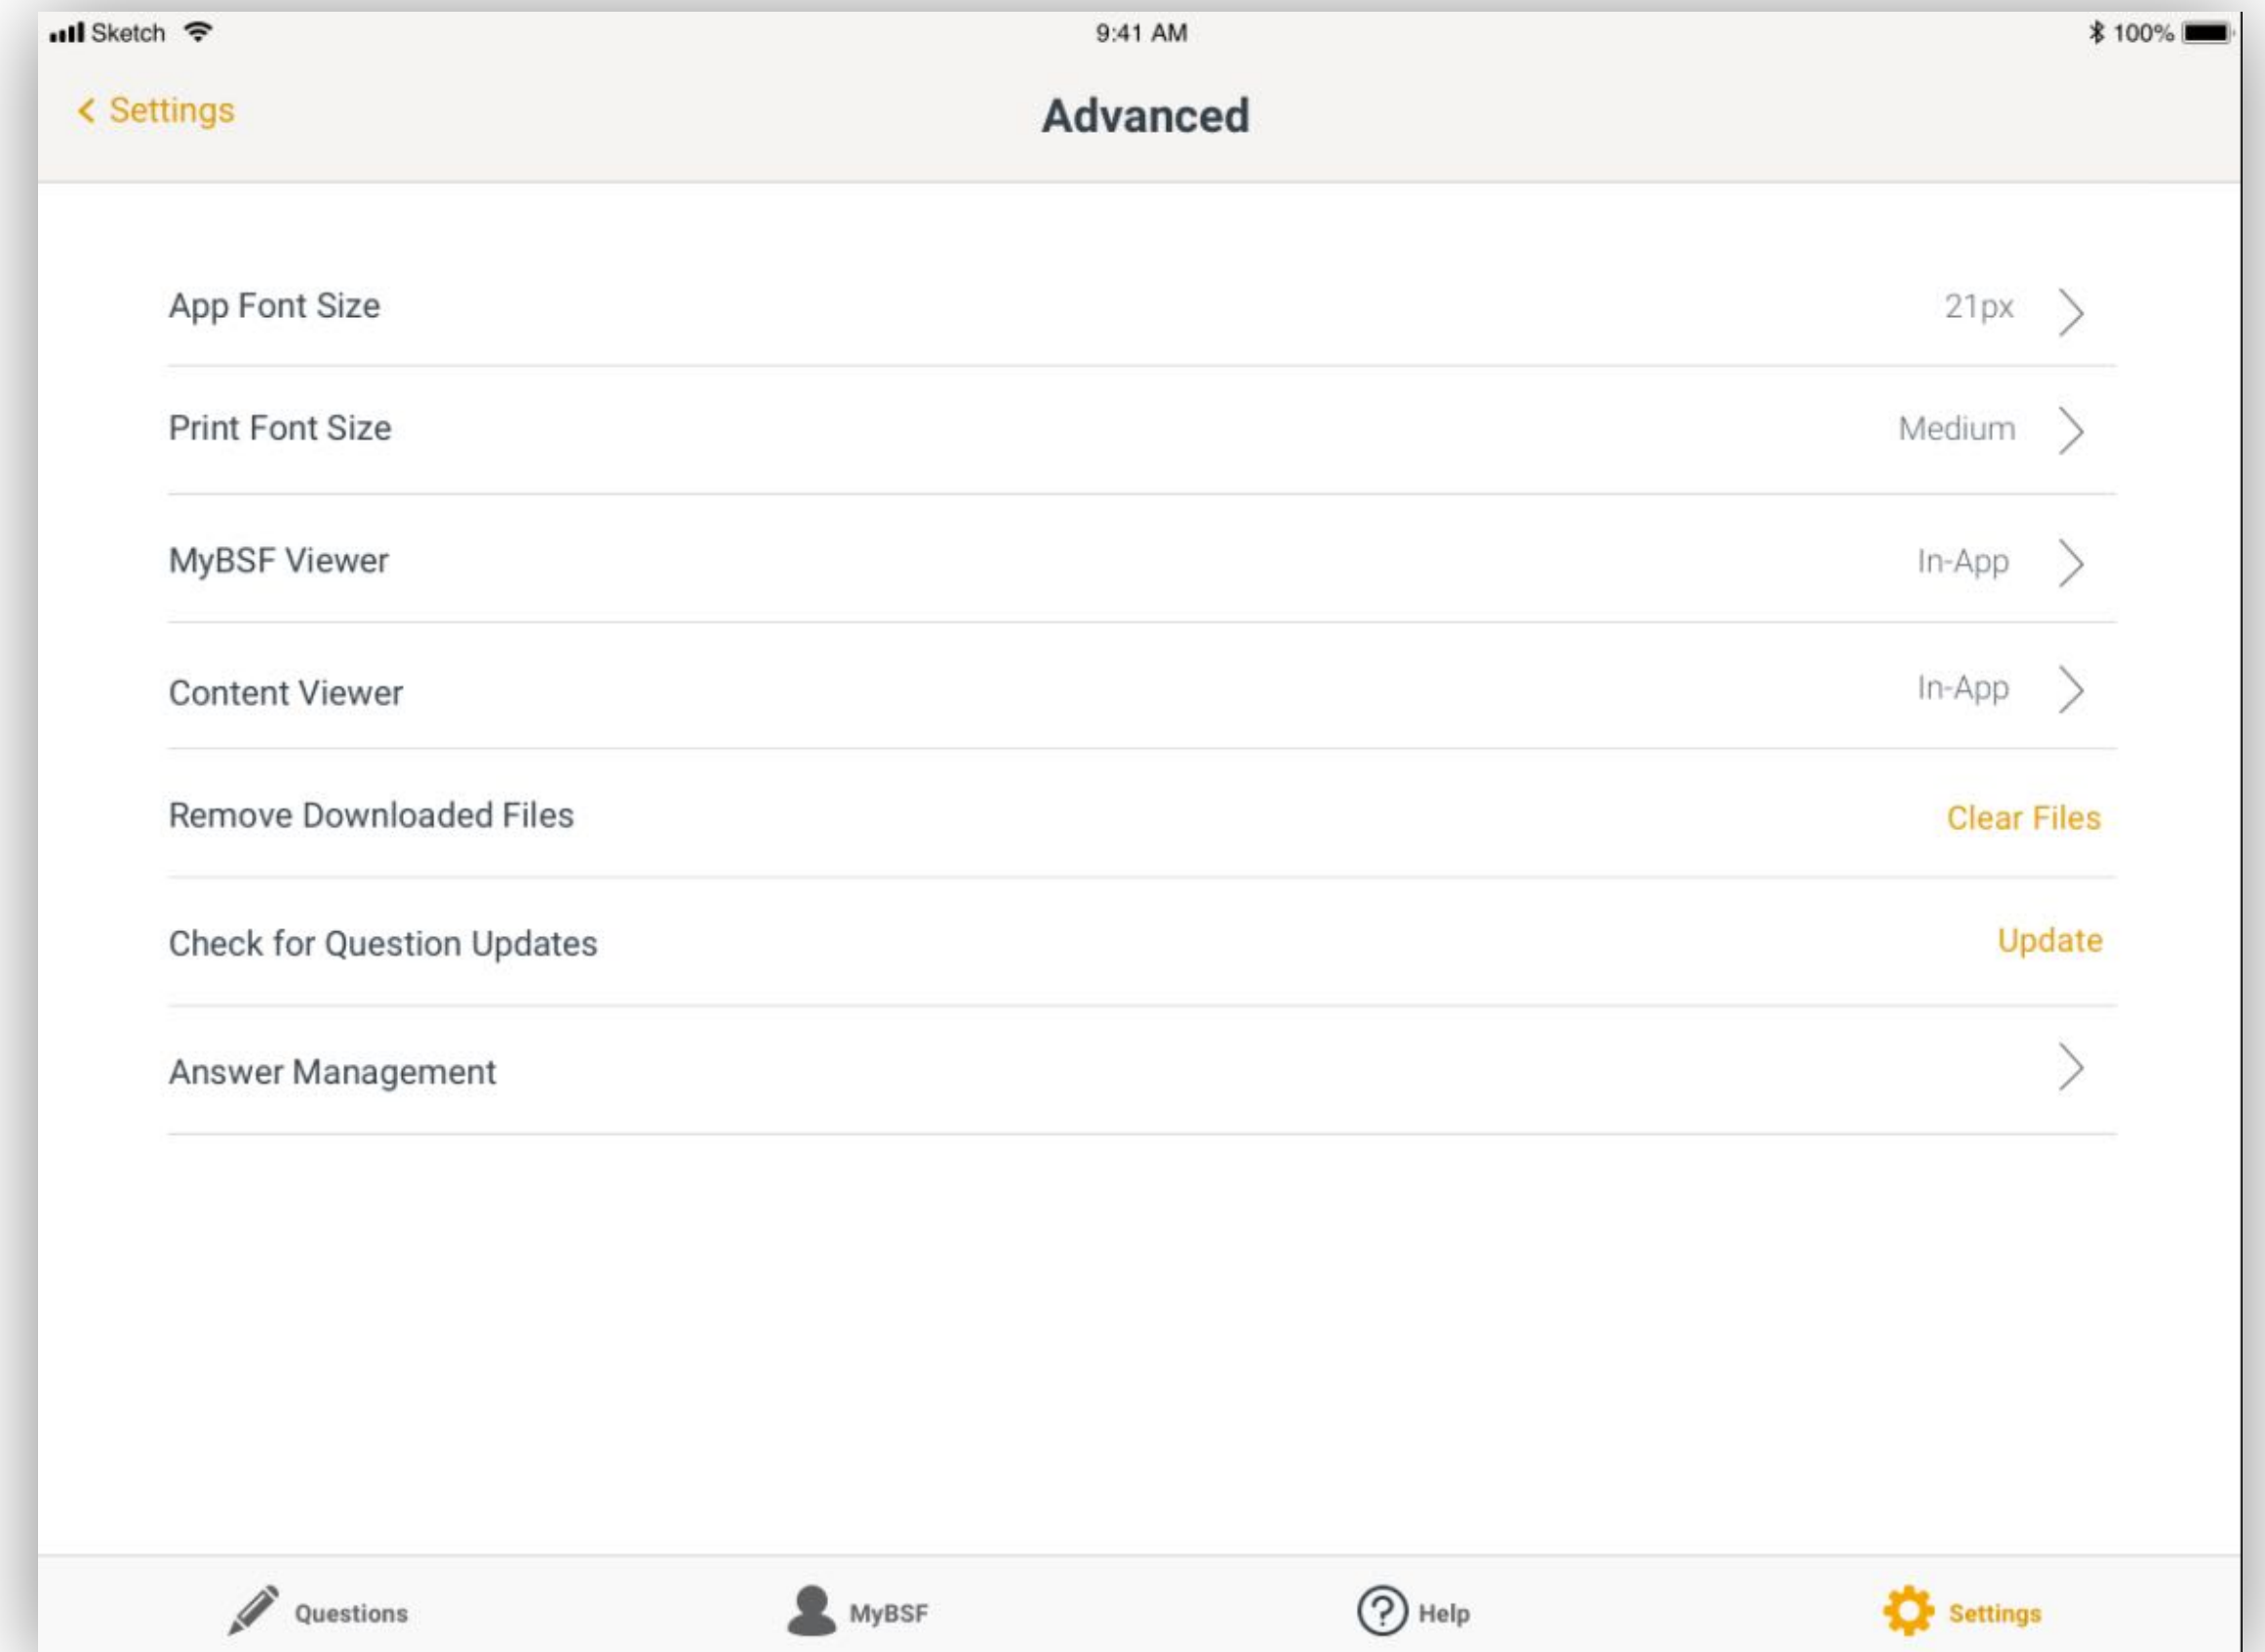 Sketch 9:41 AM 100%
< Settings Advanced
App Font Size 21px
Print Font Size Medium
MyBSF Viewer In-App
Content Viewer In-App
Remove Downloaded Files Clear Files
Check for Question Updates Update
Answer Management
Questions MyBSF Help Settings